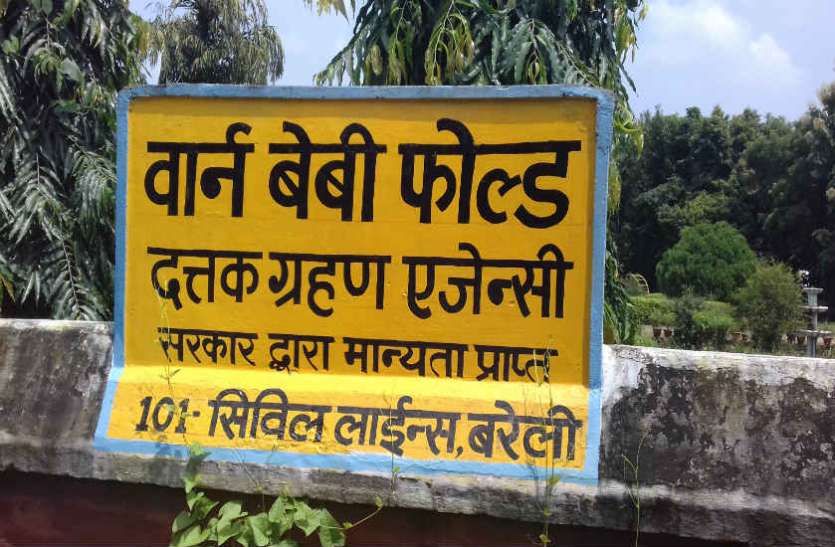 वार्न बेबी फोल्ड
दत्तक ग्रहण एजेन्सी
सरकार द्वारा मान्यता प्राप्त
101- सिविल लाईन्स, बरेली